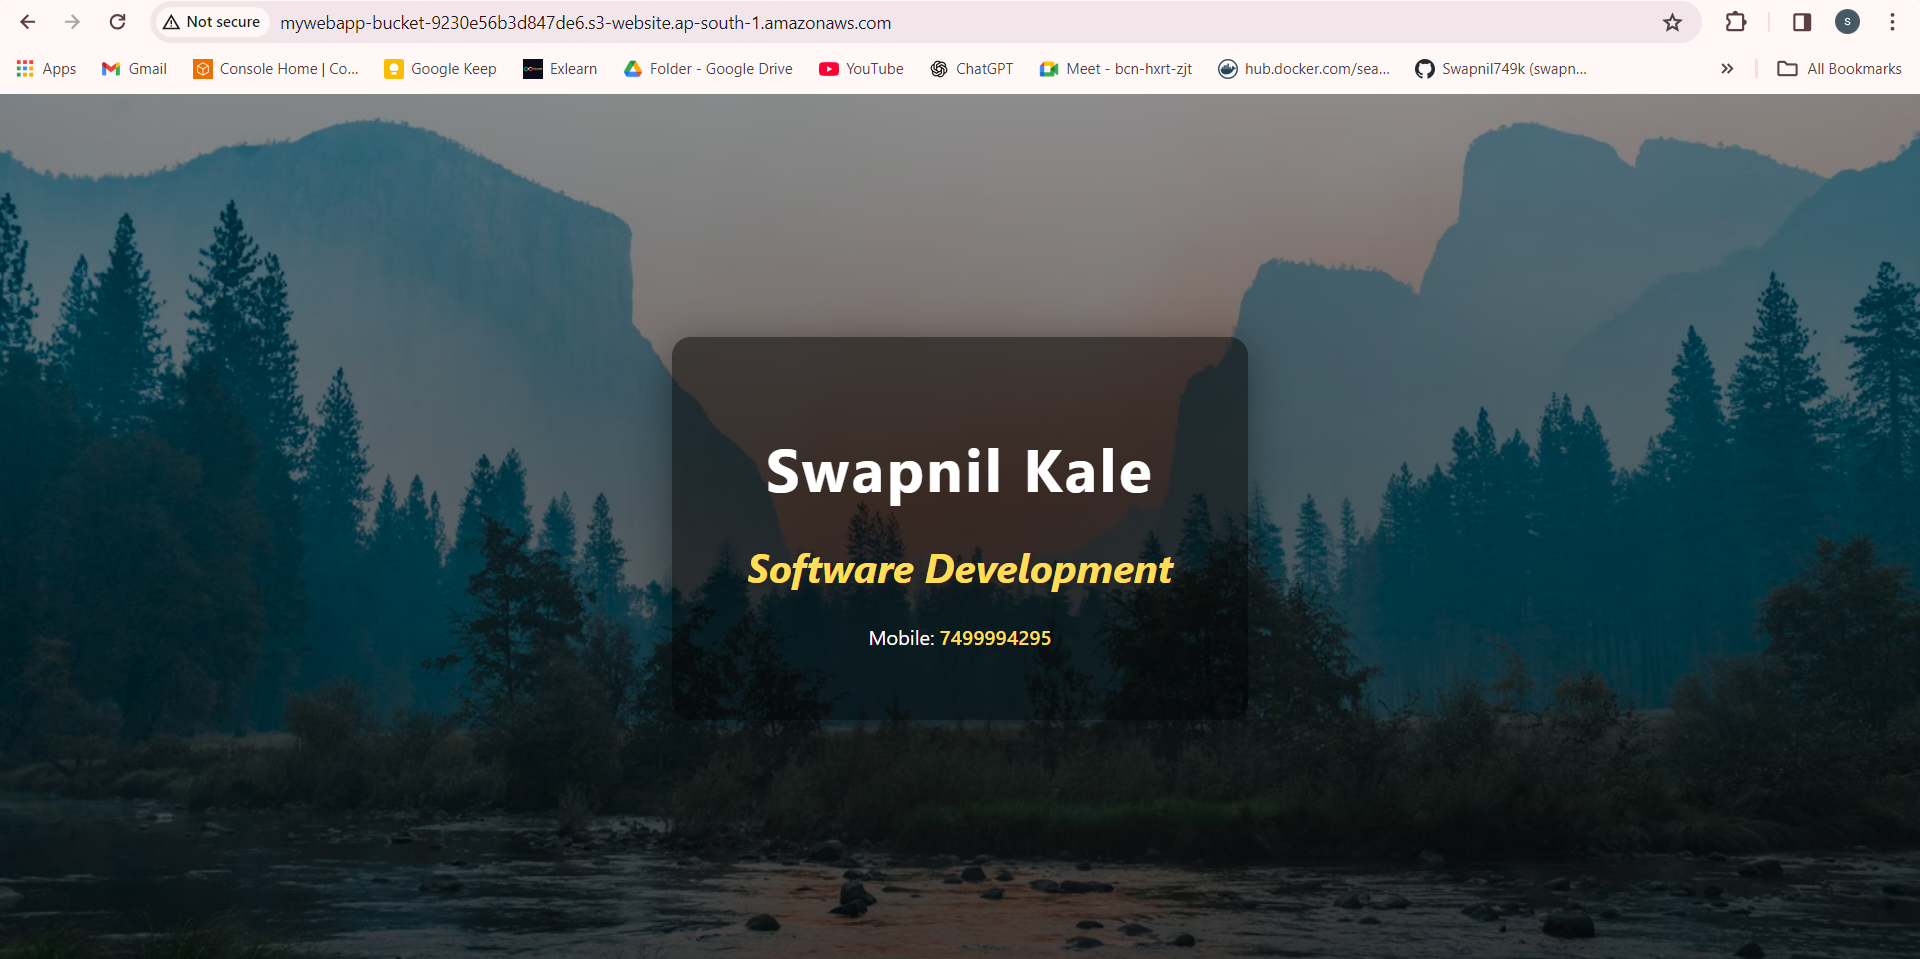 Not secure
mywebapp-bucket-9230e56b3d847de6.s3-website.ap-south-1.amazonaws.com
S
Apps
Gmail
Console Home | Co...
Google Keep
Exlearn
Folder - Google Drive
YouTube
ChatGPT
Meet - bcn-hxrt-zjt
hub.docker.com/sea...
Swapnil749k (swapn...
All Bookmarks
Swapnil Kale
Software Development
Mobile: 7499994295